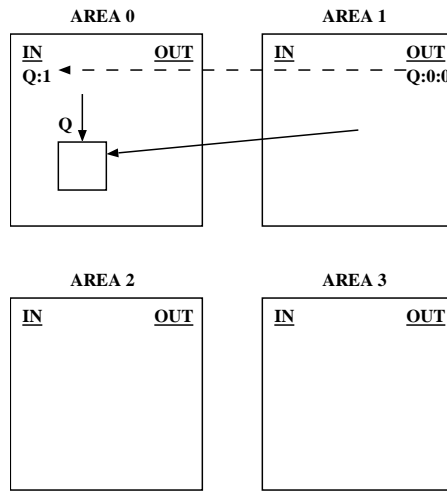 AREA 0
AREA 1
IN OUT
IN OUT
Q:1
Q:0:0
Q
AREA 2
AREA 3
IN OUT
IN OUT